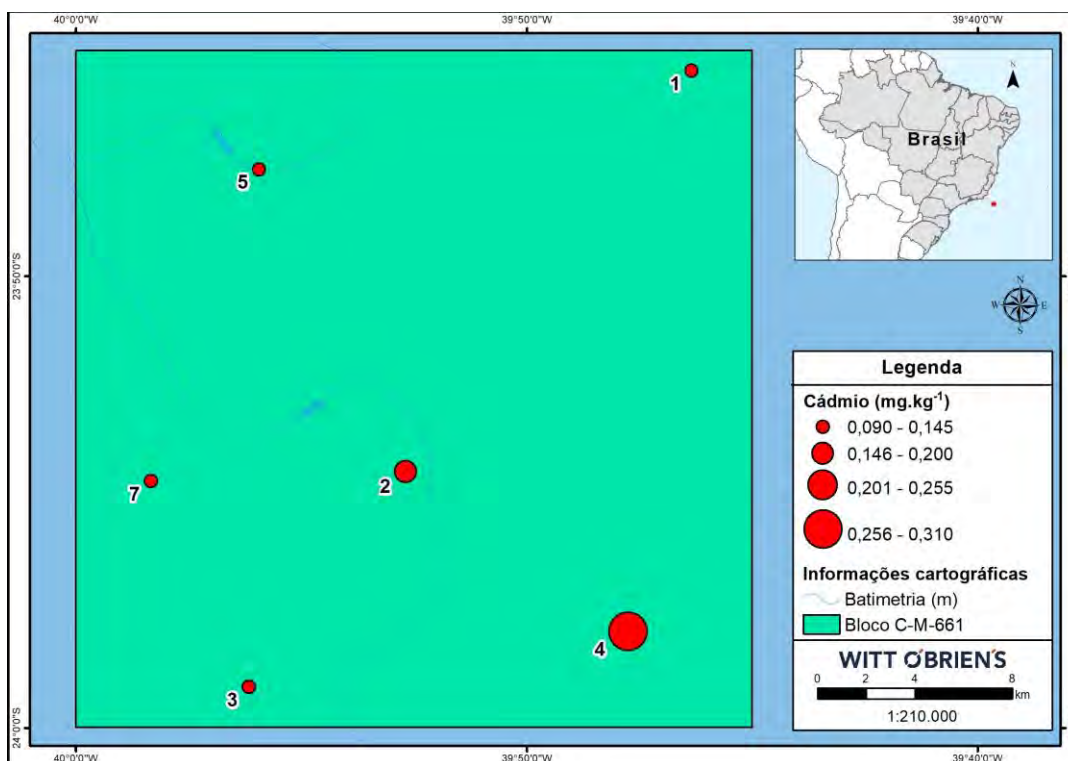 40°0'0"W
39°50'0"W
39°40'0"W
23°50'0"S
24°0'0"S
1
5
2
7
4
3
N
Brasil
N
W E
S
Legenda
Cádmio (mg.kg-1)
0,090 - 0,145
0,146 - 0,200
0,201 - 0,255
0,256 - 0,310
Informações cartográficas
Batimetria (m)
Bloco C-M-661
WITT O'BRIEN'S
0 2 4 8
km
1:210.000
40°0'0"W
39°50'0"W
39°40'0"W